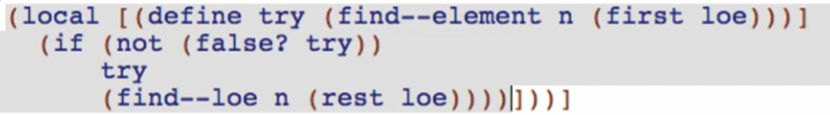 (local [(define try (find--element n (first loe)))]
(if (not (false? try))
try
(find--loe n (rest loe))))]))]